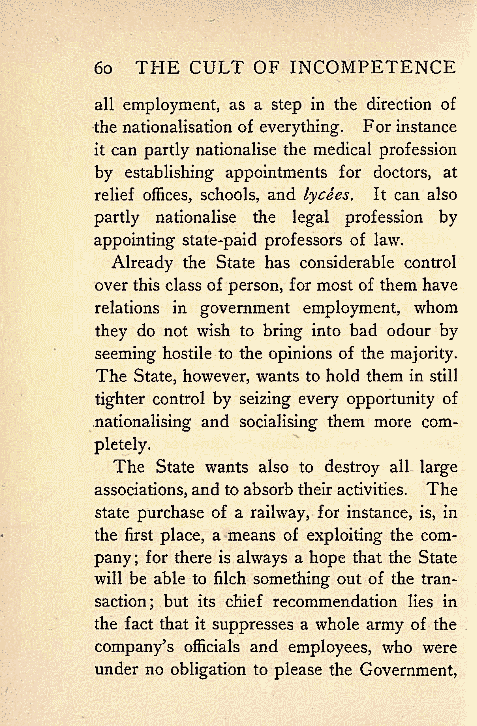 60 THE CULT OF INCOMPETENCE
all employment, as a step in the direction of
the nationalisation of everything. For instance
it can partly nationalise the medical profession
by establishing appointments for doctors, at
relief offices, schools, and lycées. It can also
partly nationalise the legal profession by
appointing state-paid professors of law.
Already the State has considerable control
over this class of person, for most of them have
relations in government employment, whom
they do not wish to bring into bad odour by
seeming hostile to the opinions of the majority.
The State, however, wants to hold them in still
tighter control by seizing every opportunity of
nationalising and socialising them more com-
pletely.
The State wants also to destroy all large
associations, and to absorb their activities. The
state purchase of a railway, for instance, is, in
the first place, a means of exploiting the com-
pany; for there is always a hope that the State
will be able to filch something out of the tran-
saction; but its chief recommendation lies in
the fact that it suppresses a whole army of the
company's officials and employees, who were
under no obligation to please the Government,